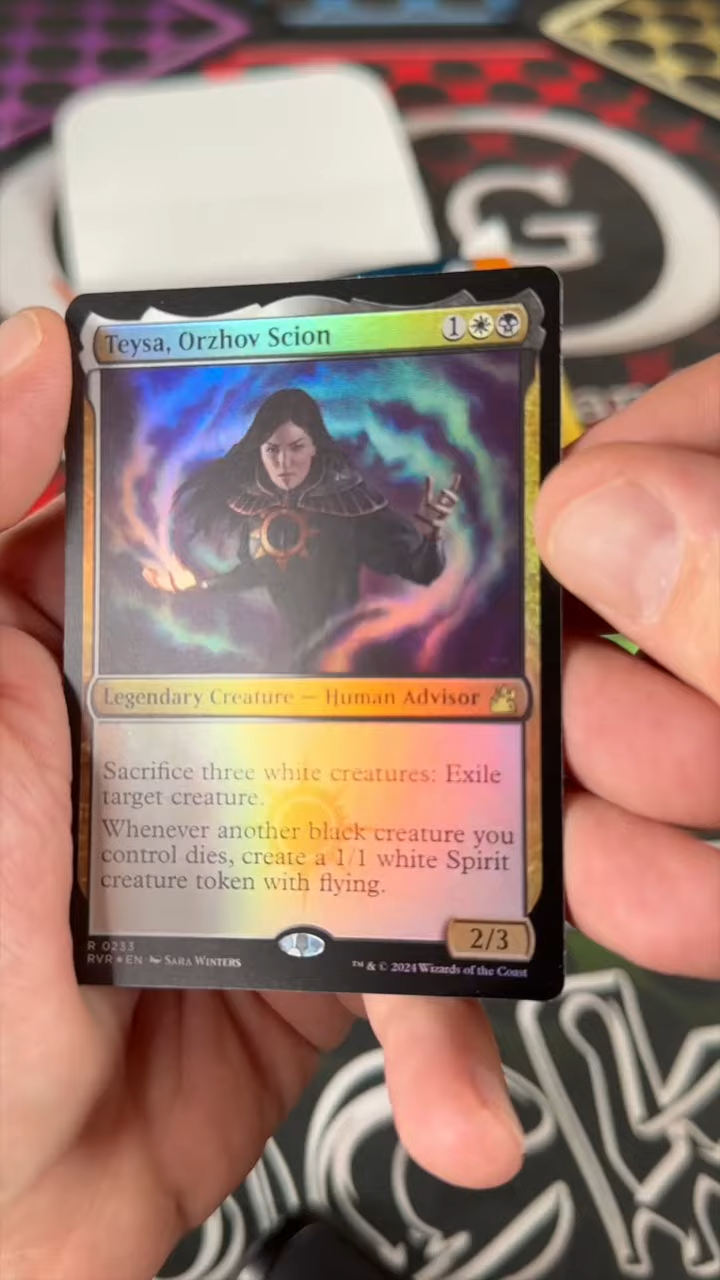 G
Teysa, Orzhov Scion
1
Legendary Creature — Human Advisor
Sacrifice three white creatures: Exile
target creature.
Whenever another black creature you
control dies, create a 1/1 white Spirit
creature token with flying.
2/3
R 0233
RVR★EN SARA WINTERS
™ & © 2024 Wizards of the Coast